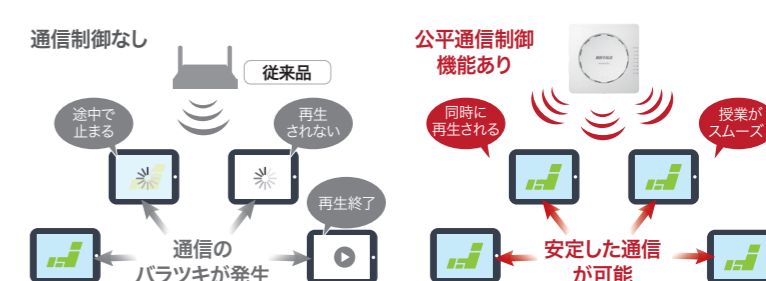 通信制御なし
従来品
途中で
止まる
再生
されない
再生終了
通信の
バラツキが発生
公平通信制御
機能あり
BUFFALO
同時に
再生される
授業が
スムーズ
安定した通信
が可能